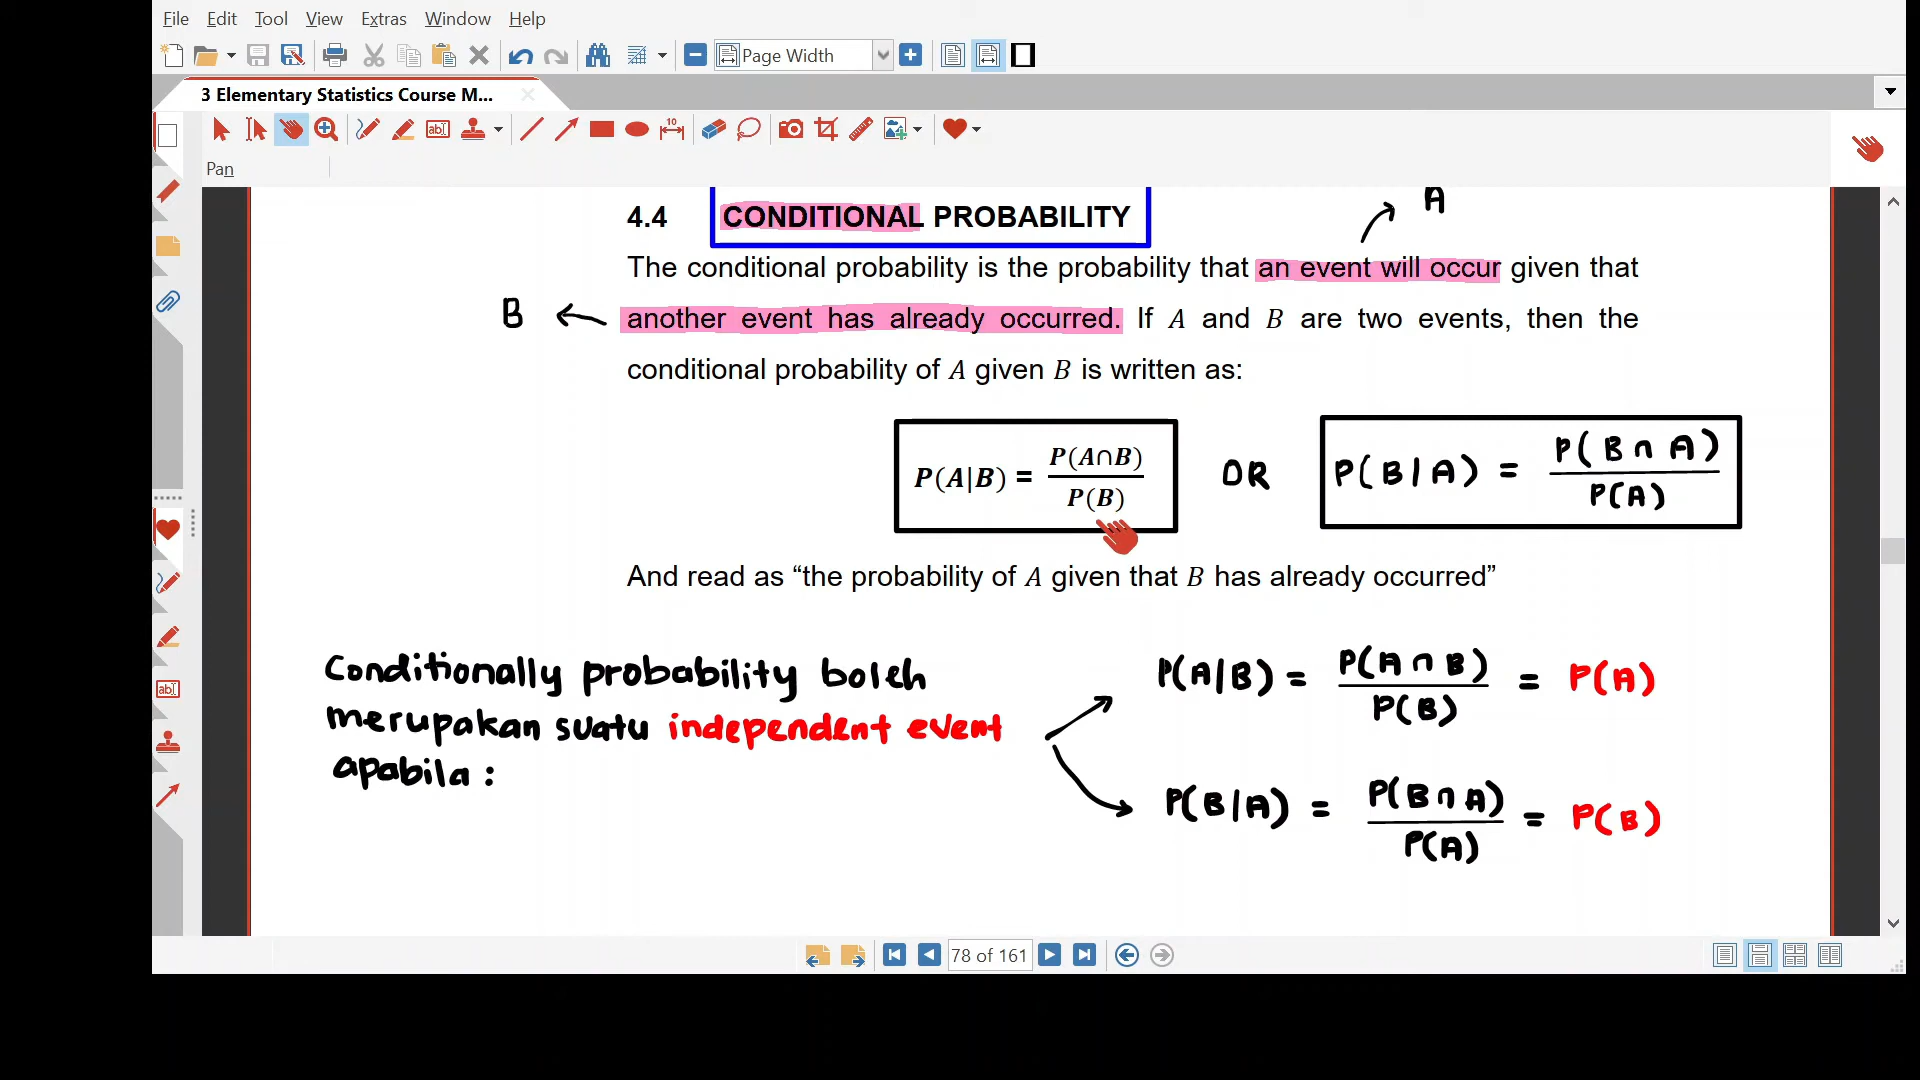 File Edit Tool View Extras Window Help
Page Width
3 Elementary Statistics Course M...
Pan
A
4.4 CONDITIONAL PROBABILITY
The conditional probability is the probability that an event will occur given that
B another event has already occurred. If A and B are two events, then the
conditional probability of A given B is written as:
P(A|B) = P(A∩B) / P(B) OR P(B|A) = P(B∩A) / P(A)
And read as “the probability of A given that B has already occurred”
Conditionally probability boleh
merupakan suatu independent event
apabila :
P(A|B) = P(A∩B) / P(B) = P(A)
P(B|A) = P(B∩A) / P(A) = P(B)
78 of 161